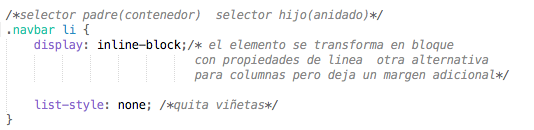 /*selector padre(contenedor)  selector hijo(anidado)*/
.navbar li {
display: inline-block;/* el elemento se transforma en bloque
con propiedades de linea  otra alternativa
para columnas pero deja un margen adicional*/
list-style: none; /*quita viñetas*/
}